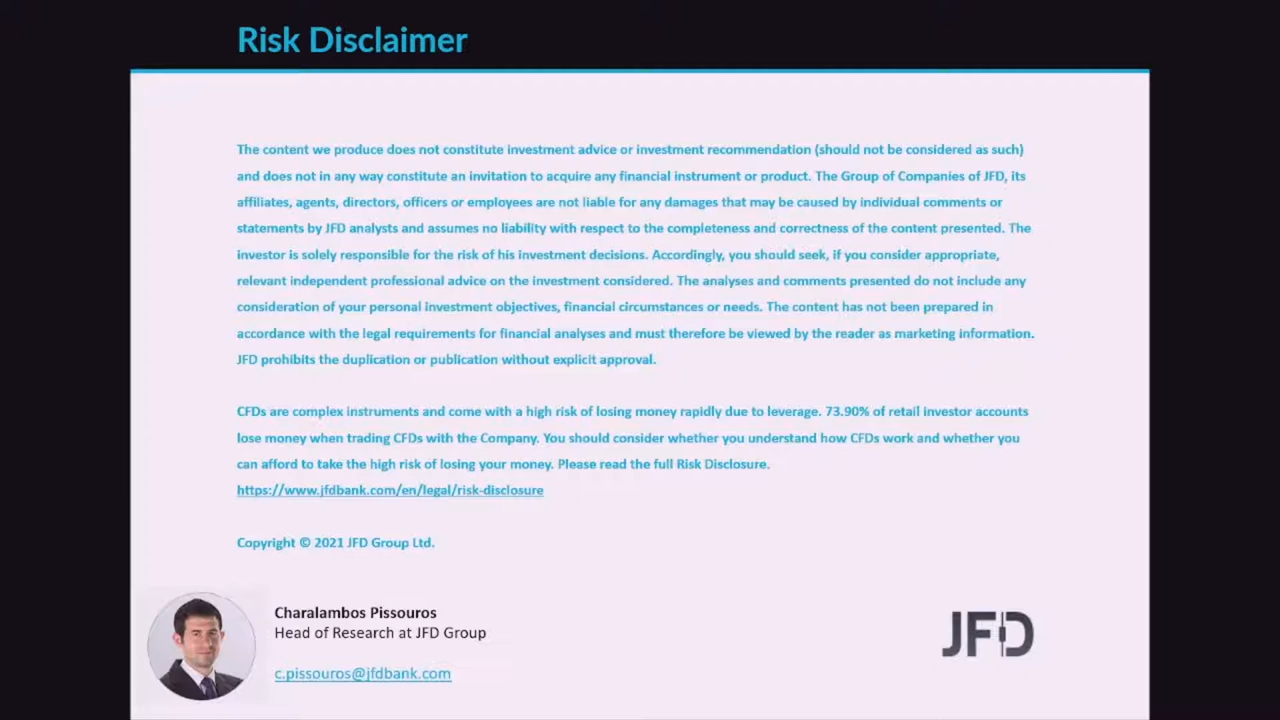 Risk Disclaimer
The content we produce does not constitute investment advice or investment recommendation (should not be considered as such)
and does not in any way constitute an invitation to acquire any financial instrument or product. The Group of Companies of JFD, its
affiliates, agents, directors, officers or employees are not liable for any damages that may be caused by individual comments or
statements by JFD analysts and assumes no liability with respect to the completeness and correctness of the content presented. The
investor is solely responsible for the risk of his investment decisions. Accordingly, you should seek, if you consider appropriate,
relevant independent professional advice on the investment considered. The analyses and comments presented do not include any
consideration of your personal investment objectives, financial circumstances or needs. The content has not been prepared in
accordance with the legal requirements for financial analyses and must therefore be viewed by the reader as marketing information.
JFD prohibits the duplication or publication without explicit approval.
CFDs are complex instruments and come with a high risk of losing money rapidly due to leverage. 73.90% of retail investor accounts
lose money when trading CFDs with the Company. You should consider whether you understand how CFDs work and whether you
can afford to take the high risk of losing your money. Please read the full Risk Disclosure.
https://www.jfdbank.com/en/legal/risk-disclosure
Copyright © 2021 JFD Group Ltd.
Charalambos Pissouros
Head of Research at JFD Group
c.pissouros@jfdbank.com
JFD